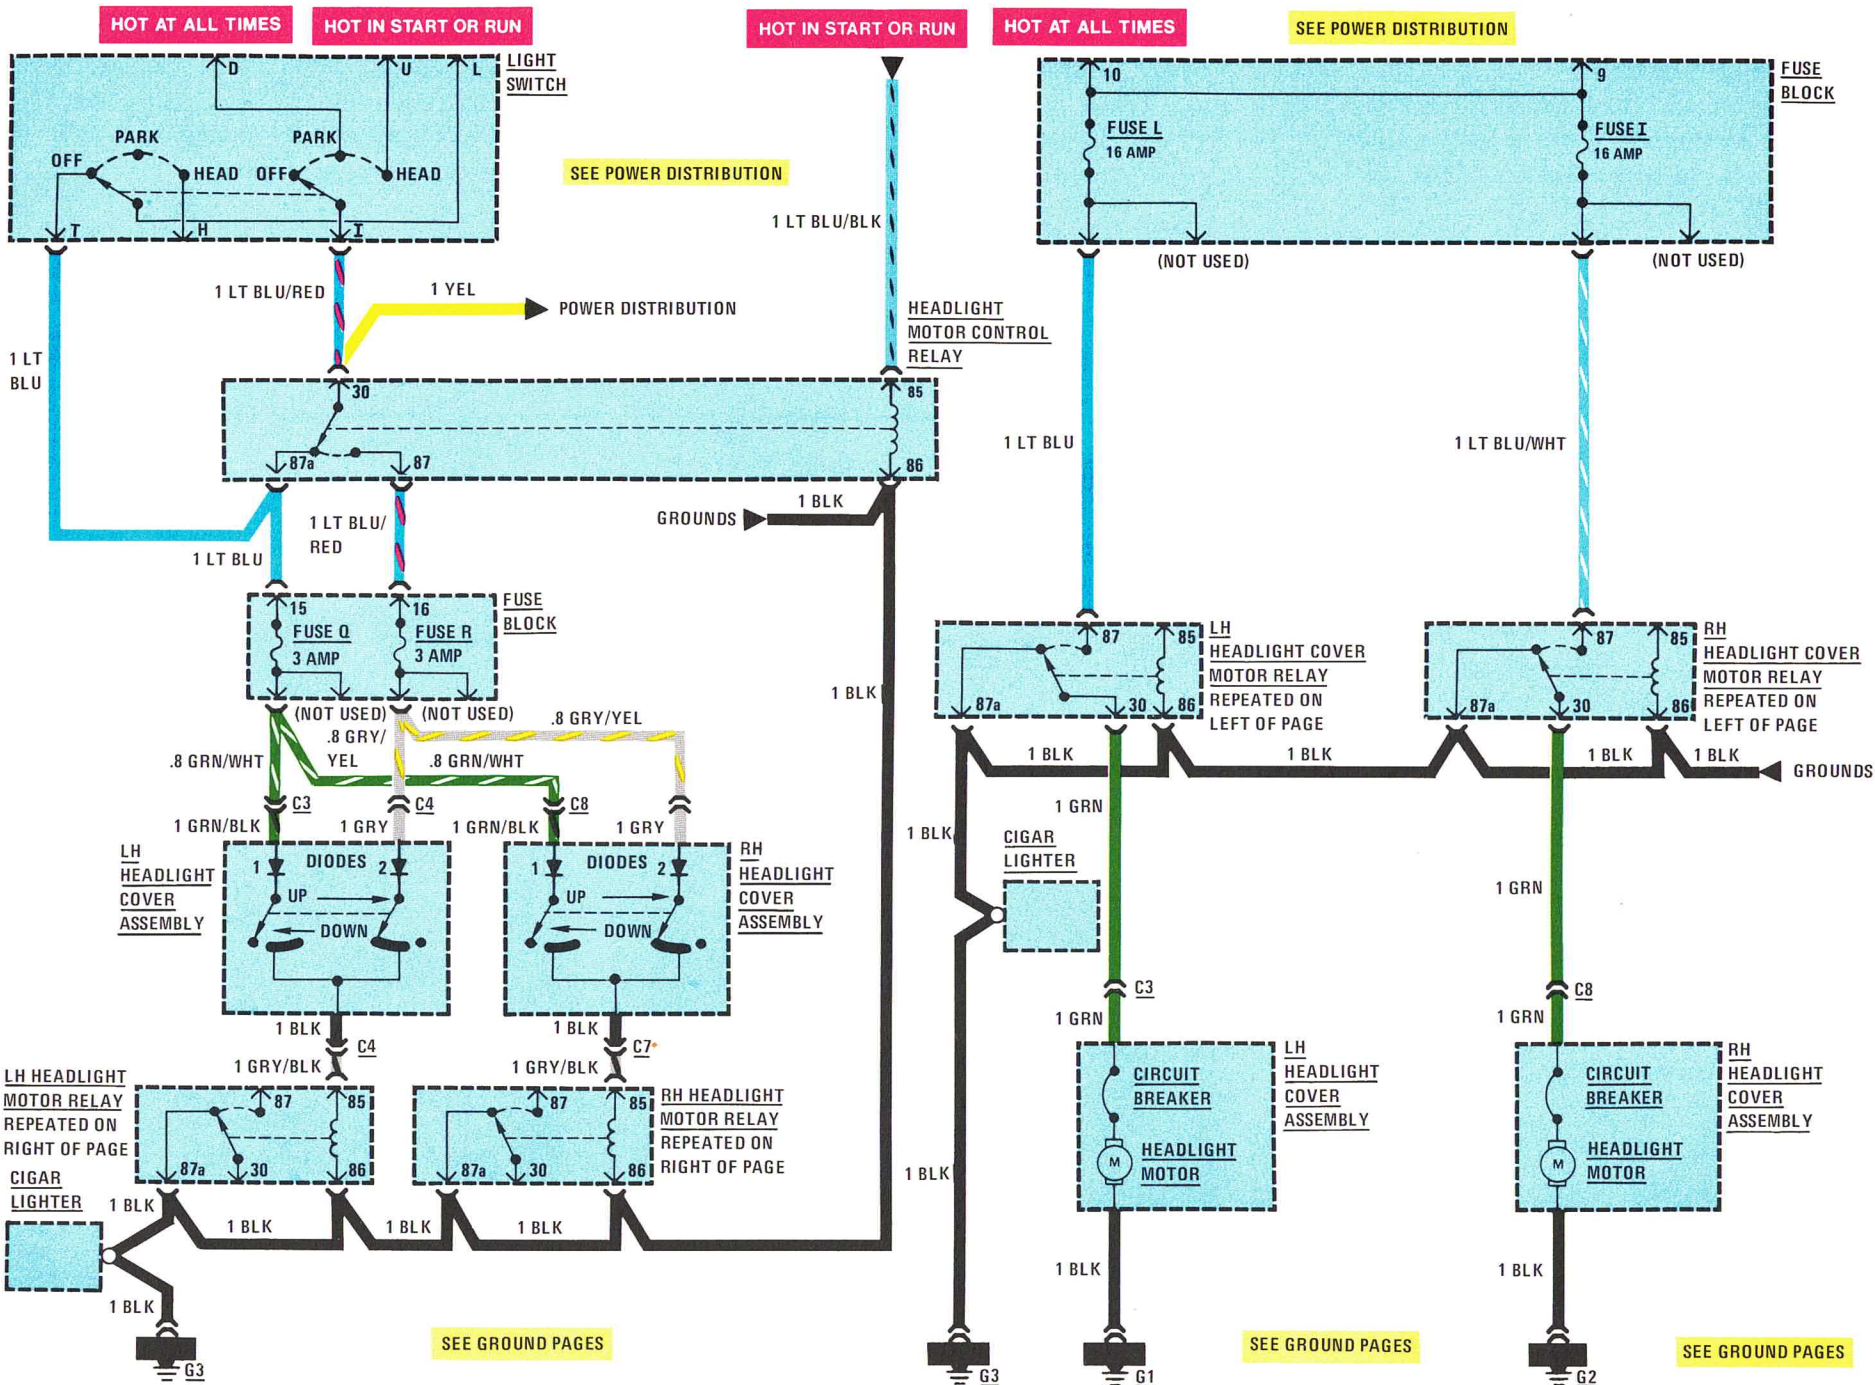 HOT AT ALL TIMES
HOT IN START OR RUN
HOT IN START OR RUN
HOT AT ALL TIMES
SEE POWER DISTRIBUTION
D
U
L
LIGHT
SWITCH
PARK
PARK
OFF
HEAD
OFF
HEAD
T
H
I
SEE POWER DISTRIBUTION
1 LT BLU/BLK
10
9
FUSE
BLOCK
FUSE L
16 AMP
FUSE I
16 AMP
(NOT USED)
(NOT USED)
1 LT BLU/RED
1 YEL
POWER DISTRIBUTION
HEADLIGHT
MOTOR CONTROL
RELAY
1 LT
BLU
30
85
87a
87
86
1 LT BLU
1 LT BLU/WHT
1 BLK
GROUNDS
1 LT BLU/
RED
1 LT BLU
15
16
FUSE
BLOCK
FUSE Q
3 AMP
FUSE R
3 AMP
(NOT USED)
(NOT USED)
.8 GRY/
YEL
.8 GRY/YEL
.8 GRN/WHT
.8 GRN/WHT
1 BLK
87
85
87a
30
86
LH
HEADLIGHT COVER
MOTOR RELAY
REPEATED ON
LEFT OF PAGE
87
85
87a
30
86
RH
HEADLIGHT COVER
MOTOR RELAY
REPEATED ON
LEFT OF PAGE
1 BLK
1 BLK
1 BLK
1 BLK
GROUNDS
C3
C4
C8
1 GRN/BLK
1 GRY
1 GRN/BLK
1 GRY
LH
HEADLIGHT
COVER
ASSEMBLY
1
DIODES
2
UP
DOWN
1
DIODES
2
UP
DOWN
RH
HEADLIGHT
COVER
ASSEMBLY
1 BLK
1 GRN
CIGAR
LIGHTER
1 GRN
1 BLK
C4
1 GRY/BLK
1 BLK
C7
1 GRY/BLK
C3
1 GRN
C8
1 GRN
LH HEADLIGHT
MOTOR RELAY
REPEATED ON
RIGHT OF PAGE
87
85
87a
30
86
87
85
87a
30
86
RH HEADLIGHT
MOTOR RELAY
REPEATED ON
RIGHT OF PAGE
CIRCUIT
BREAKER
M
HEADLIGHT
MOTOR
LH
HEADLIGHT
COVER
ASSEMBLY
CIRCUIT
BREAKER
M
HEADLIGHT
MOTOR
RH
HEADLIGHT
COVER
ASSEMBLY
CIGAR
LIGHTER
1 BLK
1 BLK
1 BLK
1 BLK
1 BLK
1 BLK
1 BLK
1 BLK
G3
SEE GROUND PAGES
G3
G1
SEE GROUND PAGES
G2
SEE GROUND PAGES